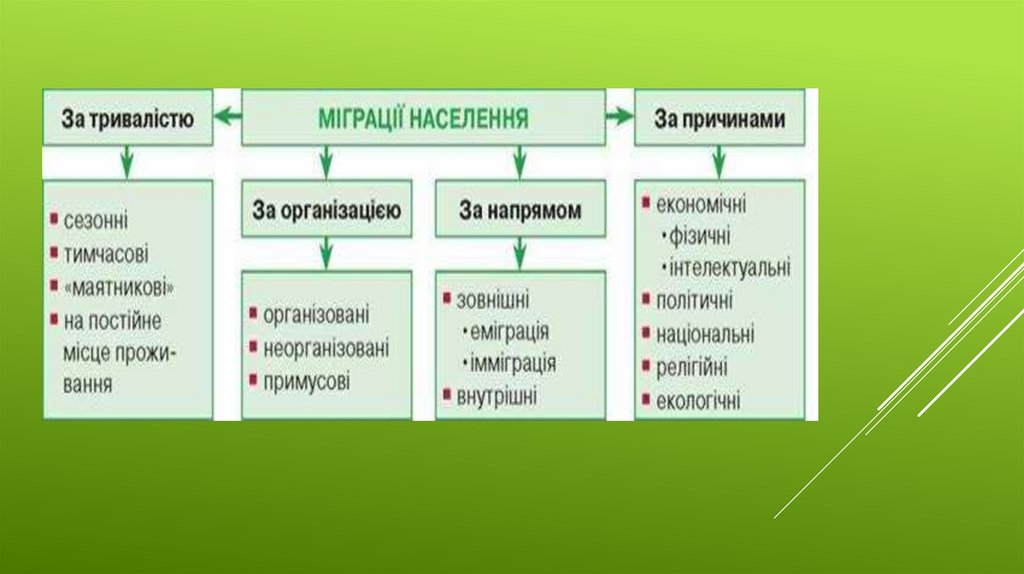 МІГРАЦІЇ НАСЕЛЕННЯ
За тривалістю
сезонні
тимчасові
«маятникові»
на постійне
місце прожи-
вання
За організацією
організовані
неорганізовані
примусові
За напрямом
зовнішні
• еміграція
• імміграція
внутрішні
За причинами
економічні
• фізичні
• інтелектуальні
політичні
національні
релігійні
екологічні